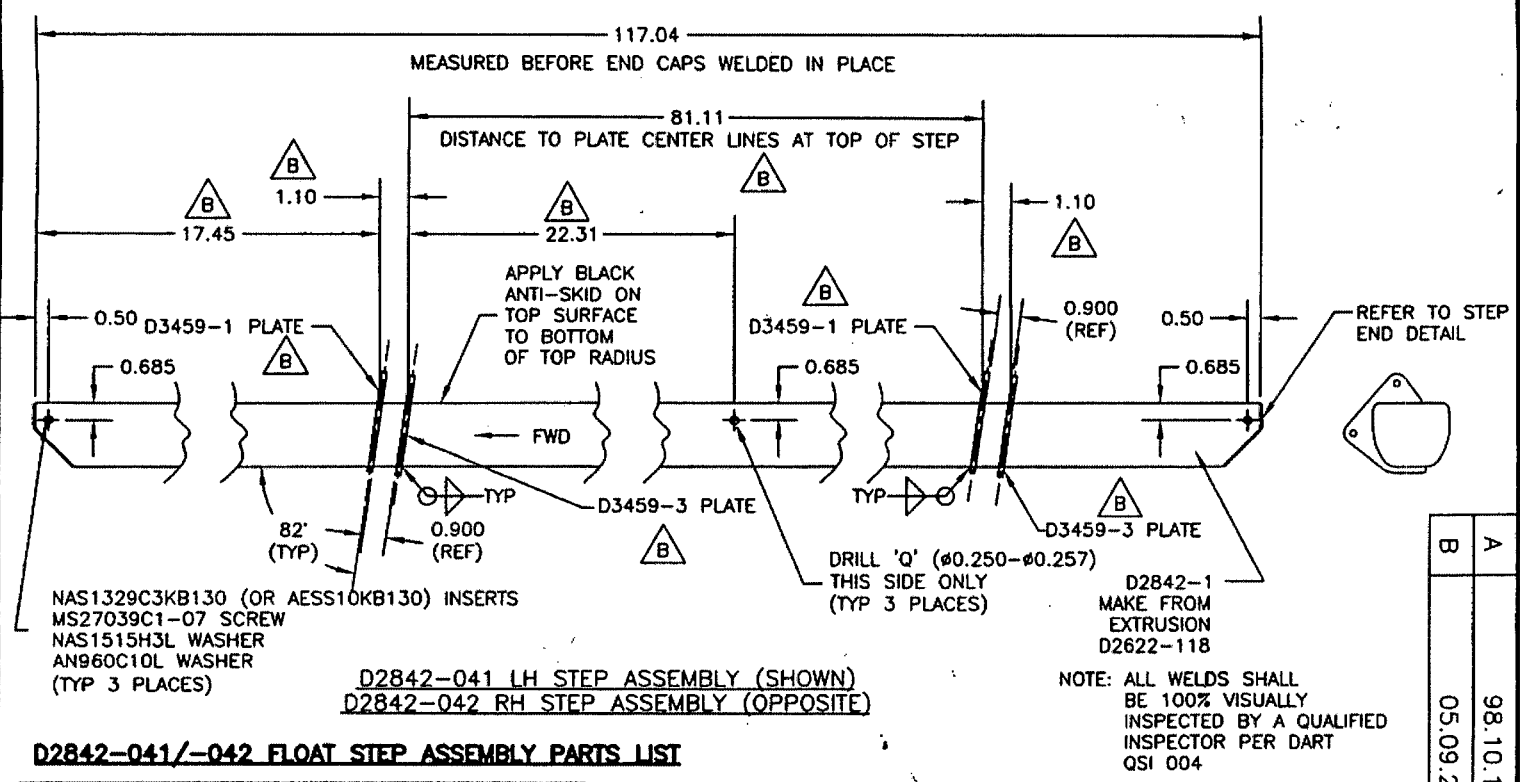 117.04
MEASURED BEFORE END CAPS WELDED IN PLACE
81.11
DISTANCE TO PLATE CENTER LINES AT TOP OF STEP
B
B
1.10
B
B
1.10
B
17.45
22.31
APPLY BLACK
ANTI-SKID ON
TOP SURFACE
TO BOTTOM
OF TOP RADIUS
B
0.50
D3459-1 PLATE
B
D3459-1 PLATE
0.900
(REF)
0.50
REFER TO STEP
END DETAIL
0.685
0.685
0.685
FWD
TYP
TYP
D3459-3 PLATE
B
B
D3459-3 PLATE
82°
(TYP)
0.900
(REF)
DRILL 'Q' (ø0.250-ø0.257)
THIS SIDE ONLY
(TYP 3 PLACES)
D2842-1
MAKE FROM
EXTRUSION
D2622-118
NAS1329C3KB130 (OR AESS10KB130) INSERTS
MS27039C1-07 SCREW
NAS1515H3L WASHER
AN960C10L WASHER
(TYP 3 PLACES)
D2842-041 LH STEP ASSEMBLY (SHOWN)
D2842-042 RH STEP ASSEMBLY (OPPOSITE)
NOTE: ALL WELDS SHALL
BE 100% VISUALLY
INSPECTED BY A QUALIFIED
INSPECTOR PER DART
QSI 004
D2842-041/-042 FLOAT STEP ASSEMBLY PARTS LIST
A
98.10.1
B
05.09.2